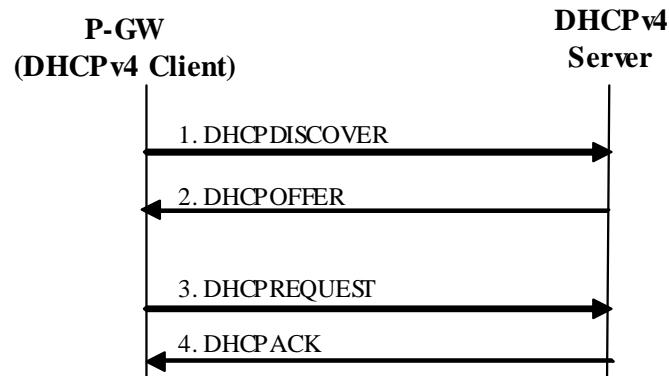 P-GW
(DHCPv4 Client)
DHCPv4
Server
1. DHCPDISCOVER
2. DHCPOFFER
3. DHCPREQUEST
4. DHCPACK